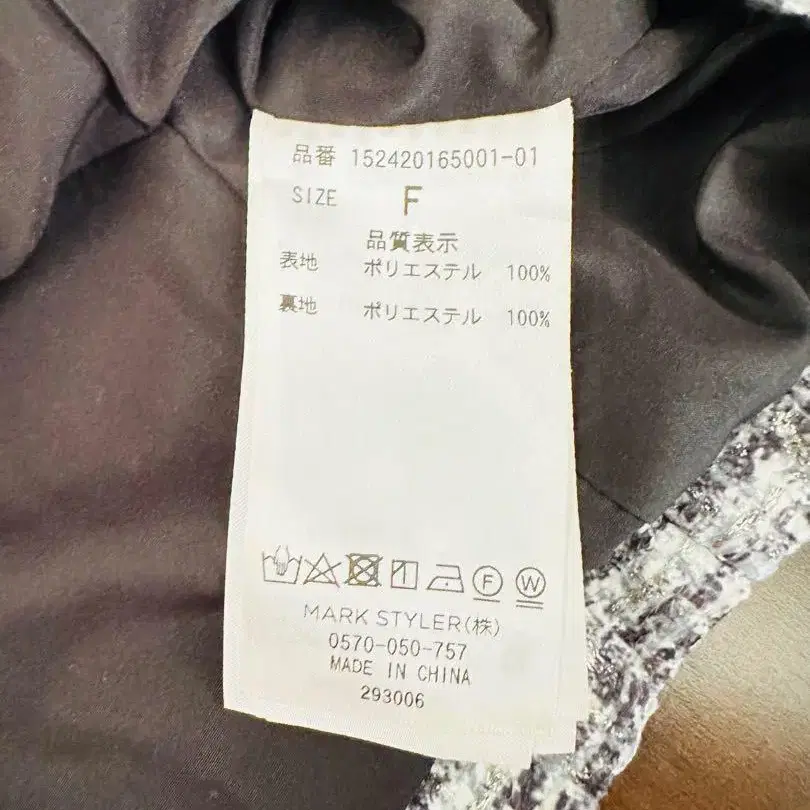 品番 152420165001-01
SIZE F
品質表示
表地 ポリエステル 100%
裏地 ポリエステル 100%
F W
MARK STYLER(株)
0570-050-757
MADE IN CHINA
293006